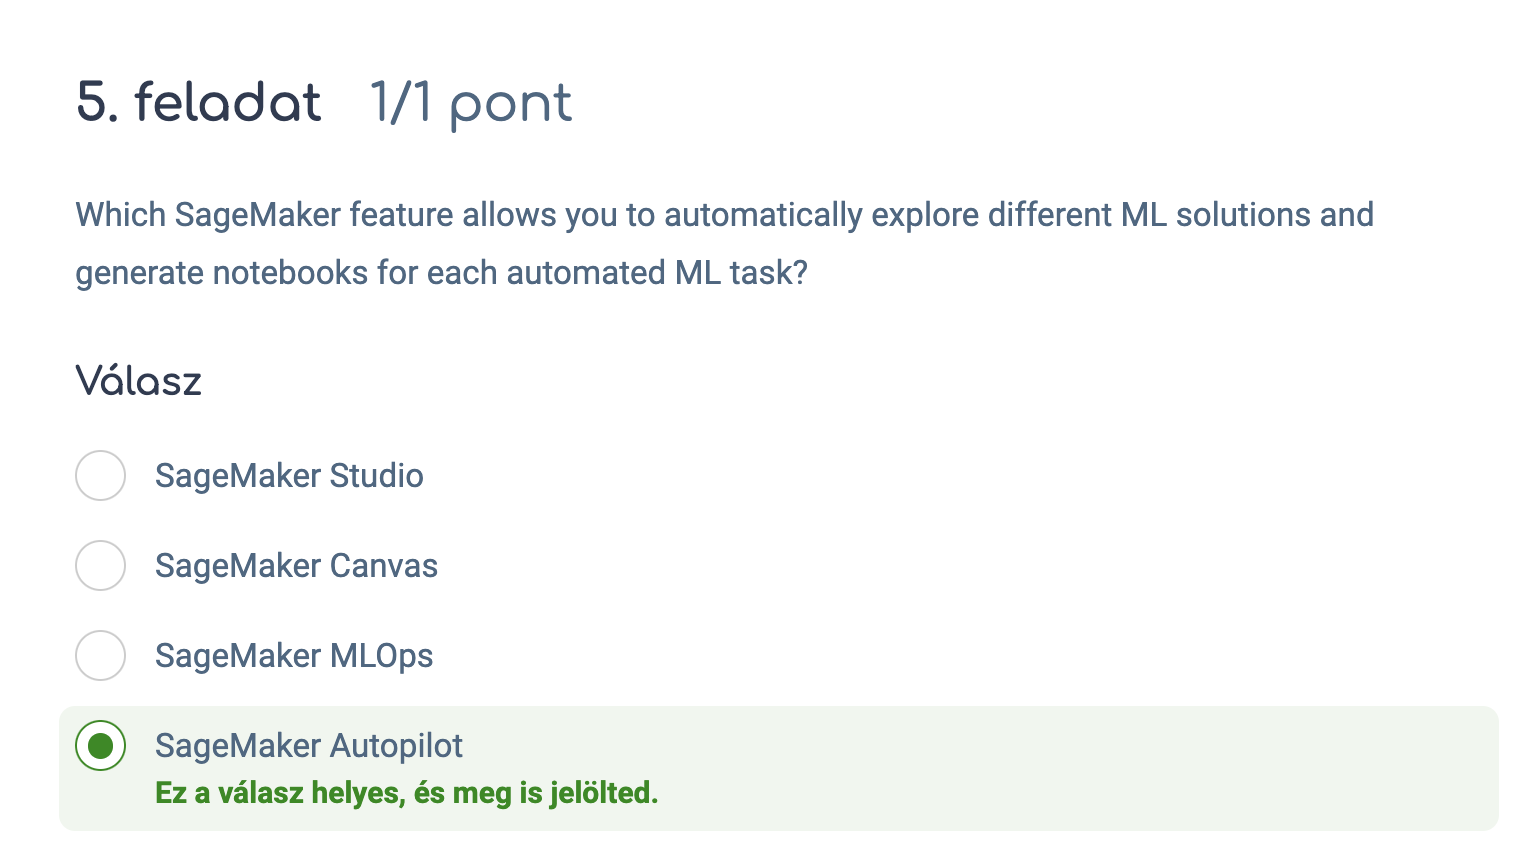 5. feladat 1/1 pont
Which SageMaker feature allows you to automatically explore different ML solutions and
generate notebooks for each automated ML task?
Válasz
SageMaker Studio
SageMaker Canvas
SageMaker MLOps
SageMaker Autopilot
Ez a válasz helyes, és meg is jelölted.